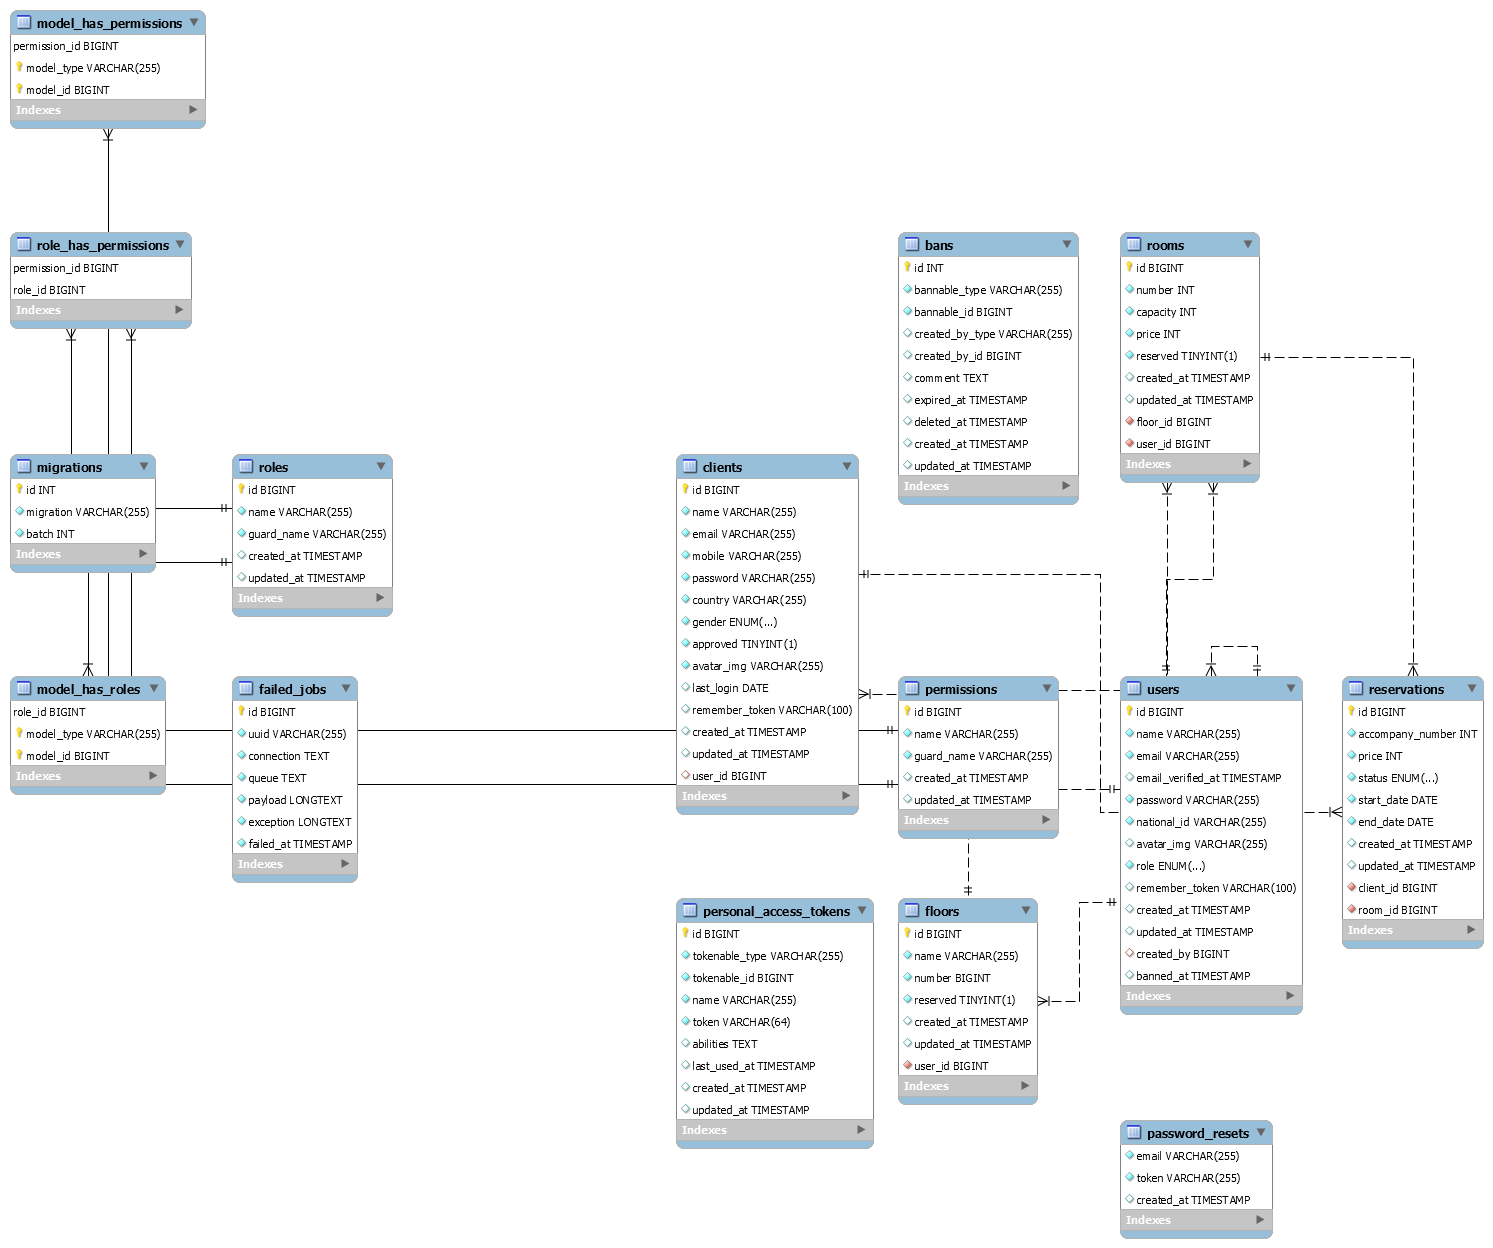 model_has_permissions
permission_id BIGINT
model_type VARCHAR(255)
model_id BIGINT
Indexes
role_has_permissions
permission_id BIGINT
role_id BIGINT
Indexes
bans
id INT
bannable_type VARCHAR(255)
bannable_id BIGINT
created_by_type VARCHAR(255)
created_by_id BIGINT
comment TEXT
expired_at TIMESTAMP
deleted_at TIMESTAMP
created_at TIMESTAMP
updated_at TIMESTAMP
Indexes
rooms
id BIGINT
number INT
capacity INT
price INT
reserved TINYINT(1)
created_at TIMESTAMP
updated_at TIMESTAMP
floor_id BIGINT
user_id BIGINT
Indexes
migrations
id INT
migration VARCHAR(255)
batch INT
Indexes
roles
id BIGINT
name VARCHAR(255)
guard_name VARCHAR(255)
created_at TIMESTAMP
updated_at TIMESTAMP
Indexes
clients
id BIGINT
name VARCHAR(255)
email VARCHAR(255)
mobile VARCHAR(255)
password VARCHAR(255)
country VARCHAR(255)
gender ENUM(...)
approved TINYINT(1)
avatar_img VARCHAR(255)
last_login DATE
remember_token VARCHAR(100)
created_at TIMESTAMP
updated_at TIMESTAMP
user_id BIGINT
Indexes
model_has_roles
role_id BIGINT
model_type VARCHAR(255)
model_id BIGINT
Indexes
failed_jobs
id BIGINT
uuid VARCHAR(255)
connection TEXT
queue TEXT
payload LONGTEXT
exception LONGTEXT
failed_at TIMESTAMP
Indexes
permissions
id BIGINT
name VARCHAR(255)
guard_name VARCHAR(255)
created_at TIMESTAMP
updated_at TIMESTAMP
Indexes
users
id BIGINT
name VARCHAR(255)
email VARCHAR(255)
email_verified_at TIMESTAMP
password VARCHAR(255)
national_id VARCHAR(255)
avatar_img VARCHAR(255)
role ENUM(...)
remember_token VARCHAR(100)
created_at TIMESTAMP
updated_at TIMESTAMP
created_by BIGINT
banned_at TIMESTAMP
Indexes
reservations
id BIGINT
accompany_number INT
price INT
status ENUM(...)
start_date DATE
end_date DATE
created_at TIMESTAMP
updated_at TIMESTAMP
client_id BIGINT
room_id BIGINT
Indexes
personal_access_tokens
id BIGINT
tokenable_type VARCHAR(255)
tokenable_id BIGINT
name VARCHAR(255)
token VARCHAR(64)
abilities TEXT
last_used_at TIMESTAMP
created_at TIMESTAMP
updated_at TIMESTAMP
Indexes
floors
id BIGINT
name VARCHAR(255)
number BIGINT
reserved TINYINT(1)
created_at TIMESTAMP
updated_at TIMESTAMP
user_id BIGINT
Indexes
password_resets
email VARCHAR(255)
token VARCHAR(255)
created_at TIMESTAMP
Indexes